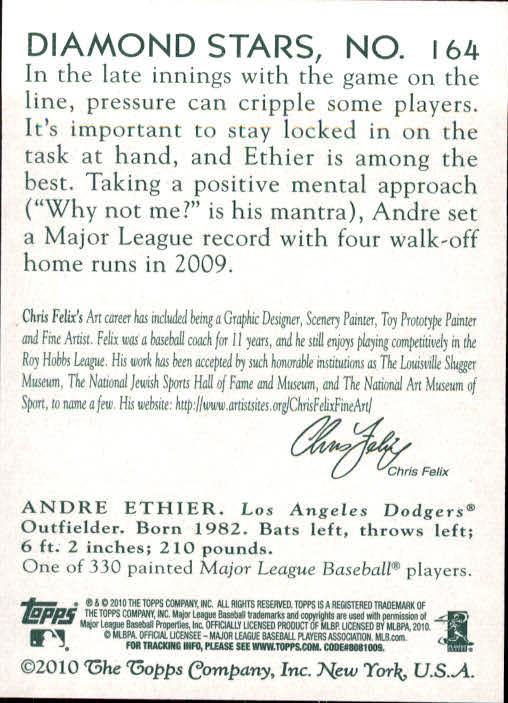 DIAMOND STARS, NO. 164
In the late innings with the game on the
line, pressure can cripple some players.
It's important to stay locked in on the
task at hand, and Ethier is among the
best. Taking a positive mental approach
("Why not me?" is his mantra), Andre set
a Major League record with four walk-off
home runs in 2009.
Chris Felix's Art career has included being a Graphic Designer, Scenery Painter, Toy Prototype Painter
and Fine Artist. Felix was a baseball coach for 11 years, and he still enjoys playing competitively in the
Roy Hobbs League. His work has been accepted by such honorable institutions as The Louisville Slugger
Museum, The National Jewish Sports Hall of Fame and Museum, and The National Art Museum of
Sport, to name a few. His website: http://www.artistsites.org/ChrisFelixFineArt/
Chris Felix
Chris Felix
ANDRE ETHIER. Los Angeles Dodgers®
Outfielder. Born 1982. Bats left, throws left;
6 ft. 2 inches; 210 pounds.
One of 330 painted Major League Baseball® players.
Topps
® & © 2010 THE TOPPS COMPANY, INC. ALL RIGHTS RESERVED. TOPPS IS A REGISTERED TRADEMARK OF
THE TOPPS COMPANY, INC. Major League Baseball trademarks and copyrights are used with permission of
Major League Baseball Properties, Inc. OFFICIALLY LICENSED PRODUCT OF MLBP. LICENSED BY MLBPA, 2010.
© MLBPA. OFFICIAL LICENSEE – MAJOR LEAGUE BASEBALL PLAYERS ASSOCIATION. MLB.com.
FOR TRACKING INFO, PLEASE SEE WWW.TOPPS.COM. CODE#8081009.
©2010 The Topps Company, Inc. New York, U.S.A.